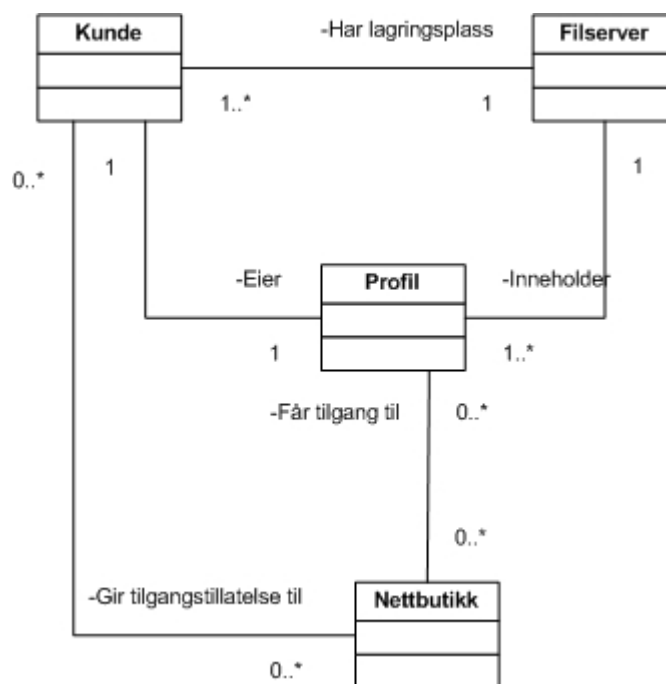 Kunde
-Har lagringsplass
Filserver
1..*
1
0..*
1
1
-Eier
Profil
-Inneholder
1
1..*
-Får tilgang til
0..*
0..*
-Gir tilgangstillatelse til
Nettbutikk
0..*